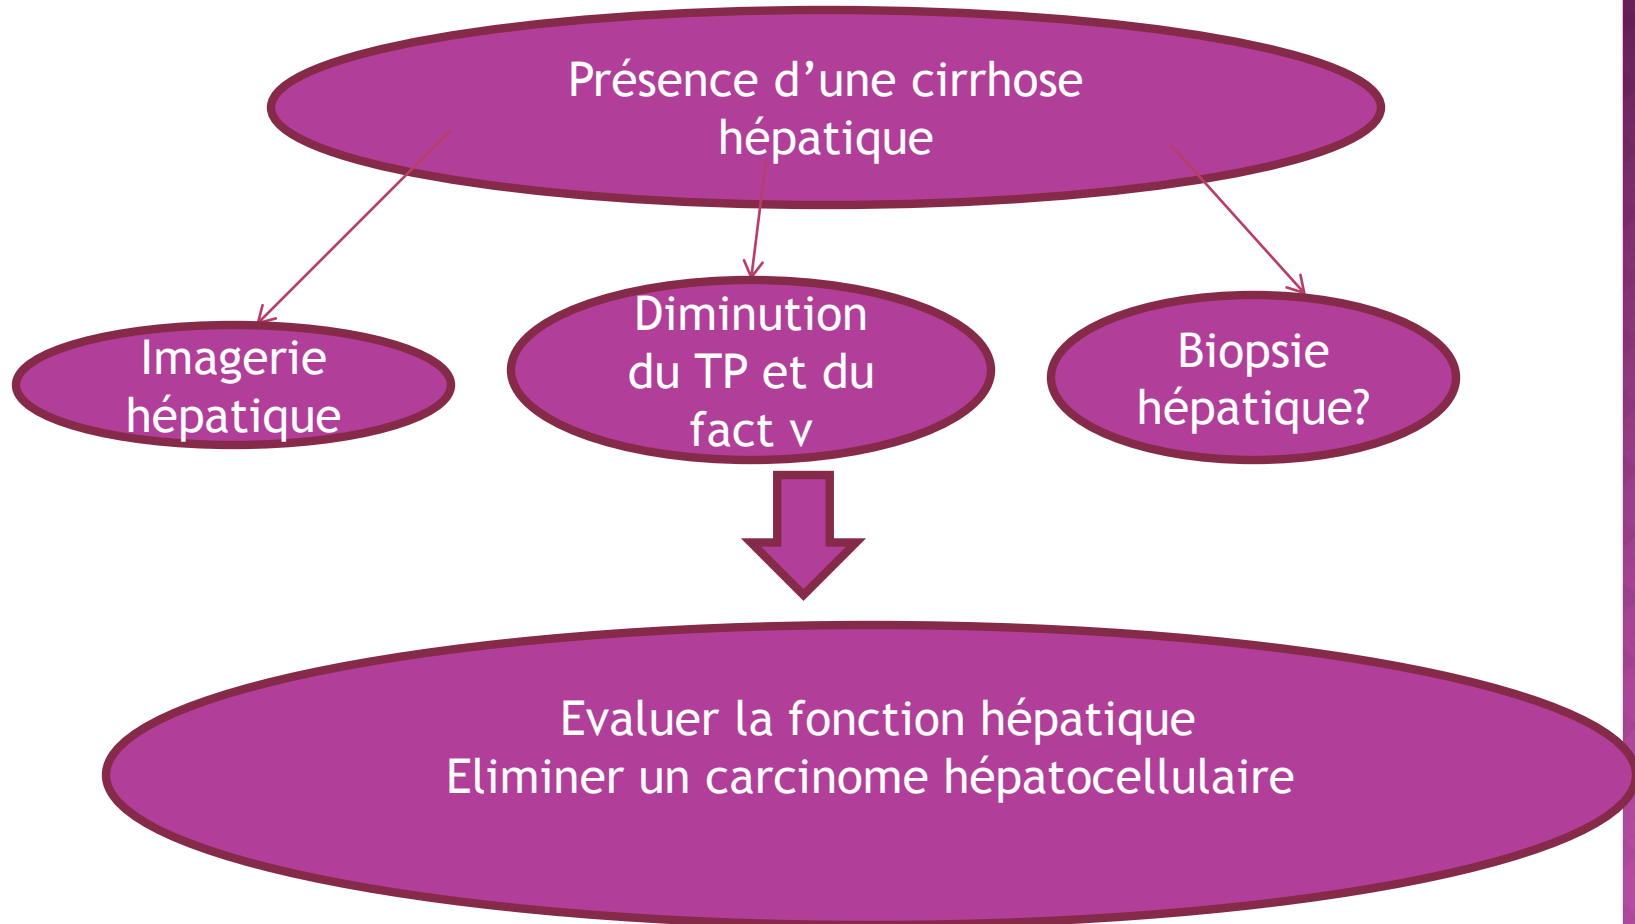 Présence d’une cirrhose
hépatique
Imagerie
hépatique
Diminution
du TP et du
fact v
Biopsie
hépatique?
Evaluer la fonction hépatique
Eliminer un carcinome hépatocellulaire